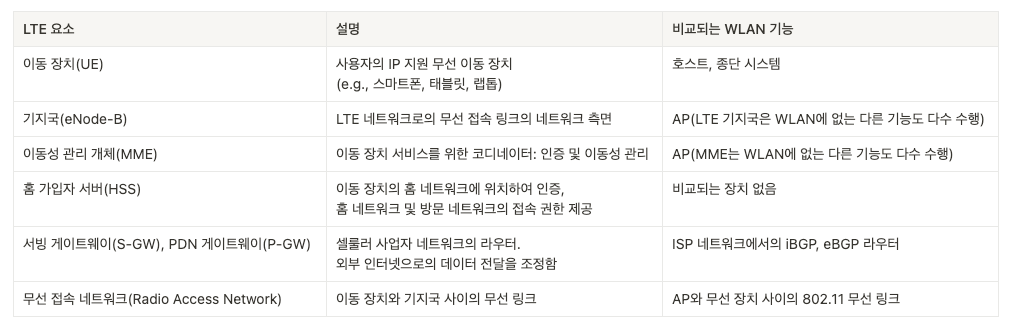 LTE 요소
설명
비교되는 WLAN 기능
이동 장치(UE)
사용자의 IP 지원 무선 이동 장치
(e.g., 스마트폰, 태블릿, 랩톱)
호스트, 종단 시스템
기지국(eNode-B)
LTE 네트워크로의 무선 접속 링크의 네트워크 측면
AP(LTE 기지국은 WLAN에 없는 다른 기능도 다수 수행)
이동성 관리 개체(MME)
이동 장치 서비스를 위한 코디네이터: 인증 및 이동성 관리
AP(MME는 WLAN에 없는 다른 기능도 다수 수행)
홈 가입자 서버(HSS)
이동 장치의 홈 네트워크에 위치하여 인증,
홈 네트워크 및 방문 네트워크의 접속 권한 제공
비교되는 장치 없음
서빙 게이트웨이(S-GW), PDN 게이트웨이(P-GW)
셀룰러 사업자 네트워크의 라우터.
외부 인터넷으로의 데이터 전달을 조정함
ISP 네트워크에서의 iBGP, eBGP 라우터
무선 접속 네트워크(Radio Access Network)
이동 장치와 기지국 사이의 무선 링크
AP와 무선 장치 사이의 802.11 무선 링크